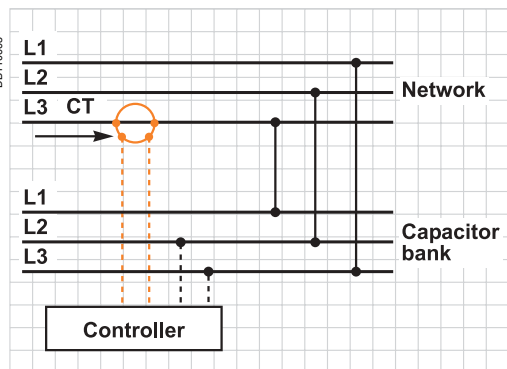 L1
L2
Network
L3 CT
L1
L2
Capacitor
bank
L3
Controller